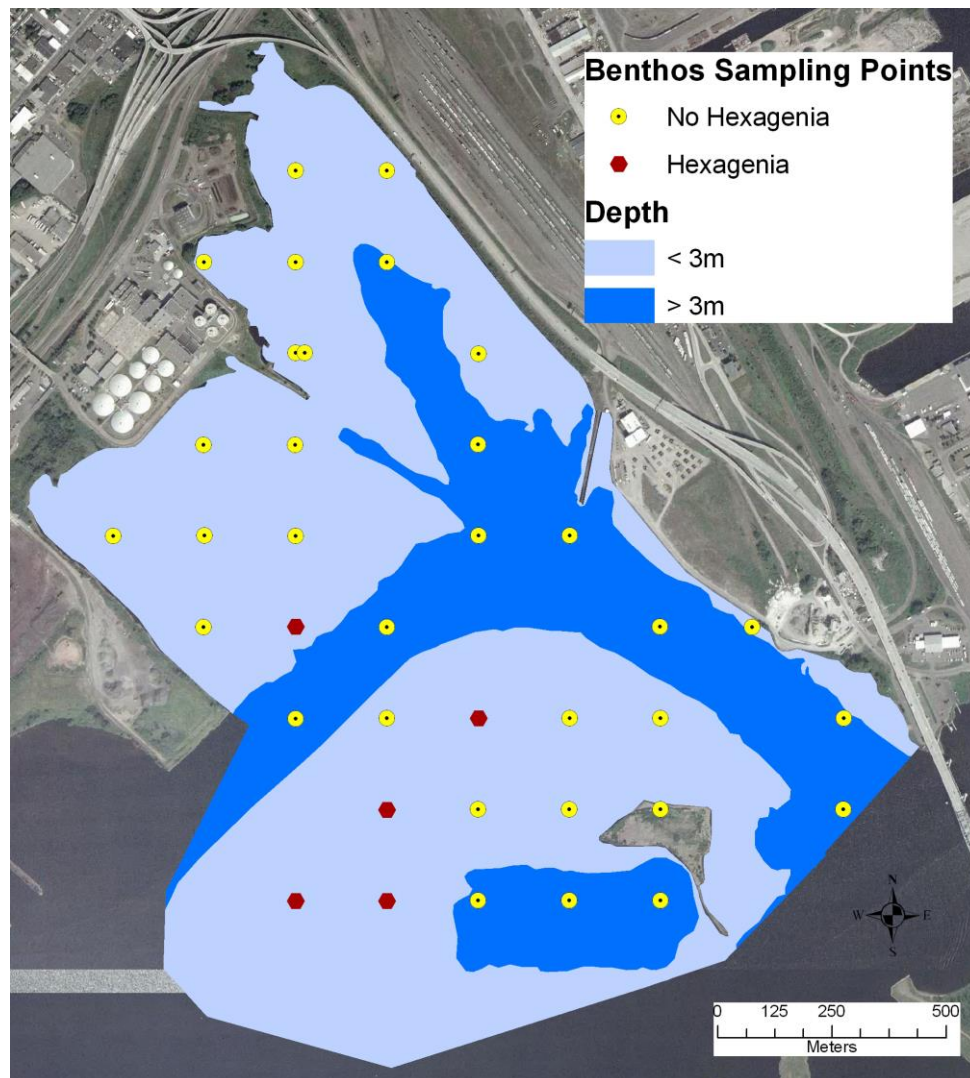 Benthos Sampling Points
No Hexagenia
Hexagenia
Depth
< 3m
> 3m
N
W E
S
0 125 250 500
Meters